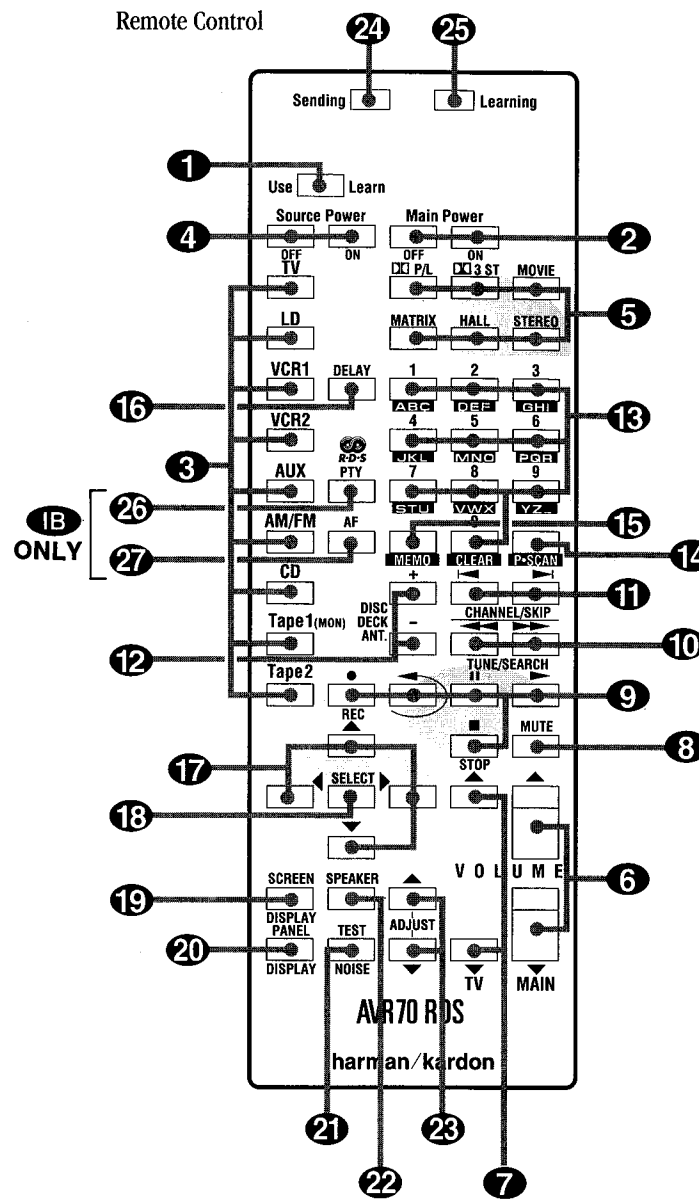 Remote Control
24 25
Sending Learning
1
Use Learn
Source Power Main Power
4 2
OFF ON OFF ON
TV P/L 3 ST MOVIE
5
LD MATRIX HALL STEREO
VCR1 DELAY 1 2 3
16 ABC DEF GHI 13
VCR2 4 5 6
3 R·D·S JKL MNO PQR
AUX PTY 7 8 9
26 STU VWX YZ..
IB ONLY
AM/FM AF 15
27 MEMO CLEAR P•SCAN 14
CD + 11
DISC DECK ANT. CHANNEL/SKIP
Tape1 (MON) − 10
12 TUNE/SEARCH
Tape2 9
REC MUTE
STOP 8
17
SELECT
18
VOLUME 6
SCREEN SPEAKER
19
DISPLAY ADJUST
PANEL TEST
20
DISPLAY NOISE TV MAIN
AVR70 RDS
harman/kardon
21 23
22 7